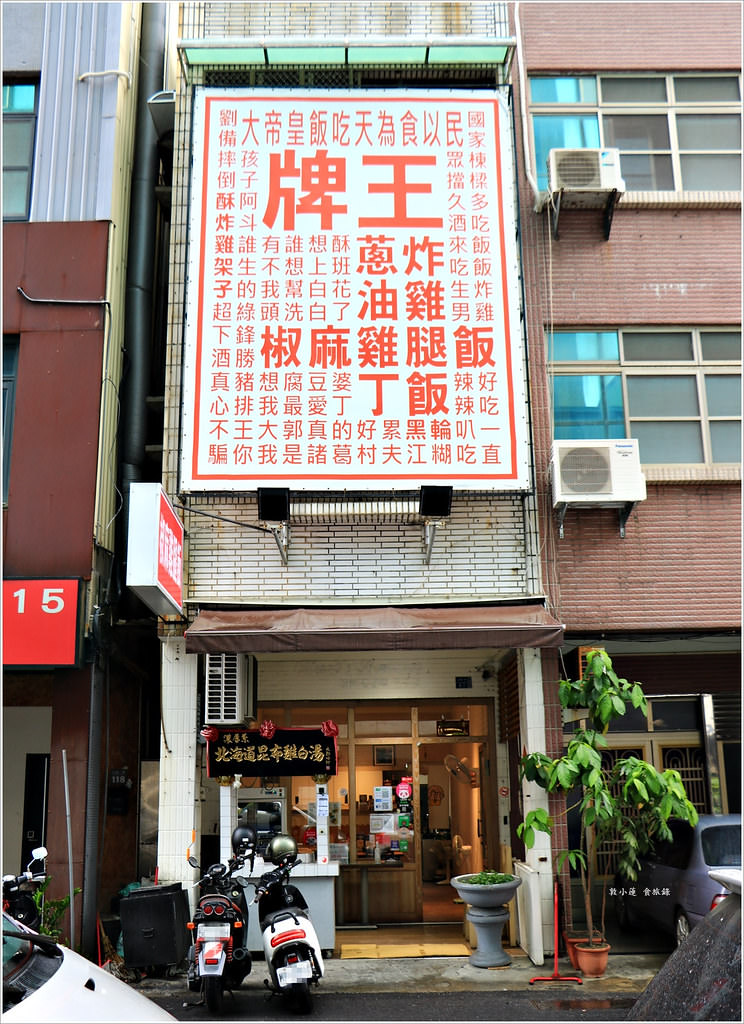 民以食為天吃飯皇帝大
國家棟樑多吃飯飯炸雞
眾擋久酒來吃生男
王牌
炸雞腿飯
蔥油雞丁
椒麻雞腿飯
酥班花了
想上白白
誰想幫洗
有不我頭
好吃一直
辣辣叭吃
輪糊
黑江
累夫
好村
婆丁的葛
豆愛真諸
腐最郭是
想我大我
孩子阿斗誰生的綠鋒勝豬排王你
劉備摔倒酥炸雞架子超下酒真心不騙
15
濃厚系
北海道昆布雞白湯
118
敦小蓮 食旅錄